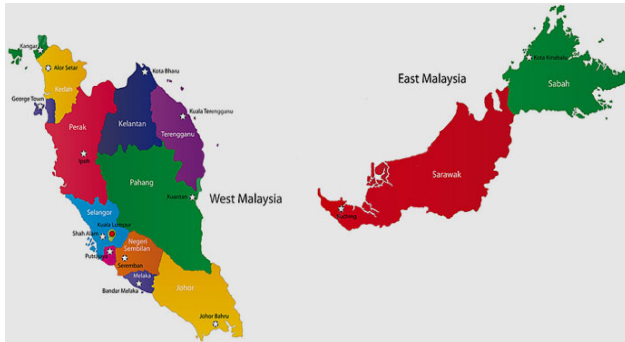 Kangar
Alor Setar
Kedah
George Town
Perak
Ipoh
Kota Bharu
Kelantan
Kuala Terengganu
Terengganu
Pahang
Kuantan
West Malaysia
Selangor
Kuala Lumpur
Shah Alam
Putrajaya
Negeri
Sembilan
Seremban
Melaka
Bandar Melaka
Johor
Johor Bahru
East Malaysia
Kota Kinabalu
Sabah
Sarawak
Kuching